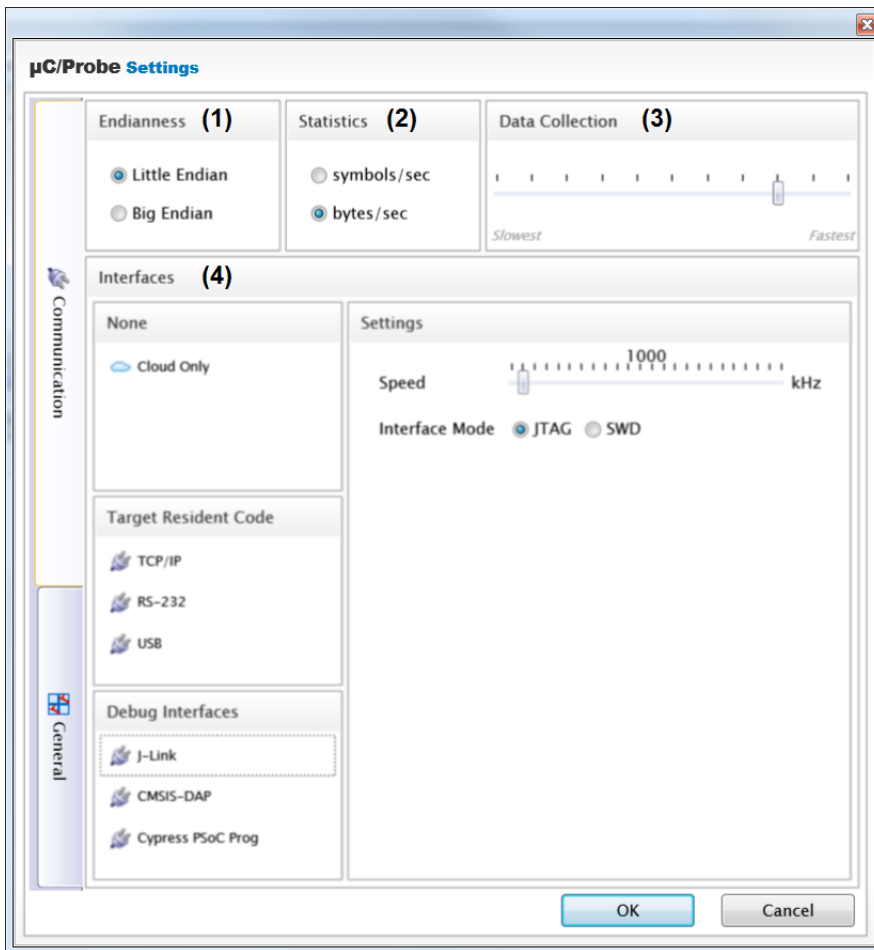 µC/Probe Settings
Endianness (1)
Little Endian
Big Endian
Statistics (2)
symbols/sec
bytes/sec
Data Collection (3)
Slowest
Fastest
Communication
General
Interfaces (4)
None
Cloud Only
Target Resident Code
TCP/IP
RS-232
USB
Debug Interfaces
J-Link
CMSIS-DAP
Cypress PSoC Prog
Settings
1000
Speed kHz
Interface Mode JTAG SWD
OK
Cancel